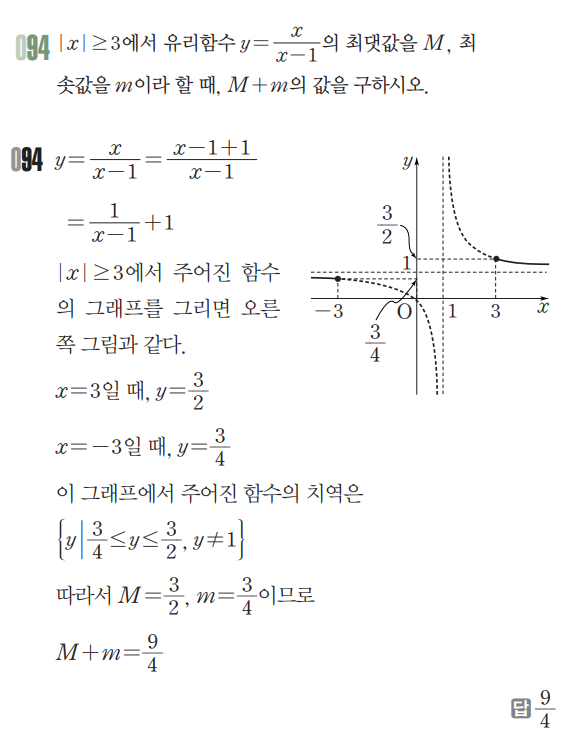 094 |x|≥3에서 유리함수 y=x/(x-1)의 최댓값을 M, 최
솟값을 m이라 할 때, M+m의 값을 구하시오.
094 y=x/(x-1)=(x-1+1)/(x-1)
=1/(x-1)+1
|x|≥3에서 주어진 함수
의 그래프를 그리면 오른
쪽 그림과 같다.
y
3/2
1
-3 O 1 3 x
3/4
x=3일 때, y=3/2
x=-3일 때, y=3/4
이 그래프에서 주어진 함수의 치역은
{y|3/4≤y≤3/2, y≠1}
따라서 M=3/2, m=3/4이므로
M+m=9/4
답 9/4